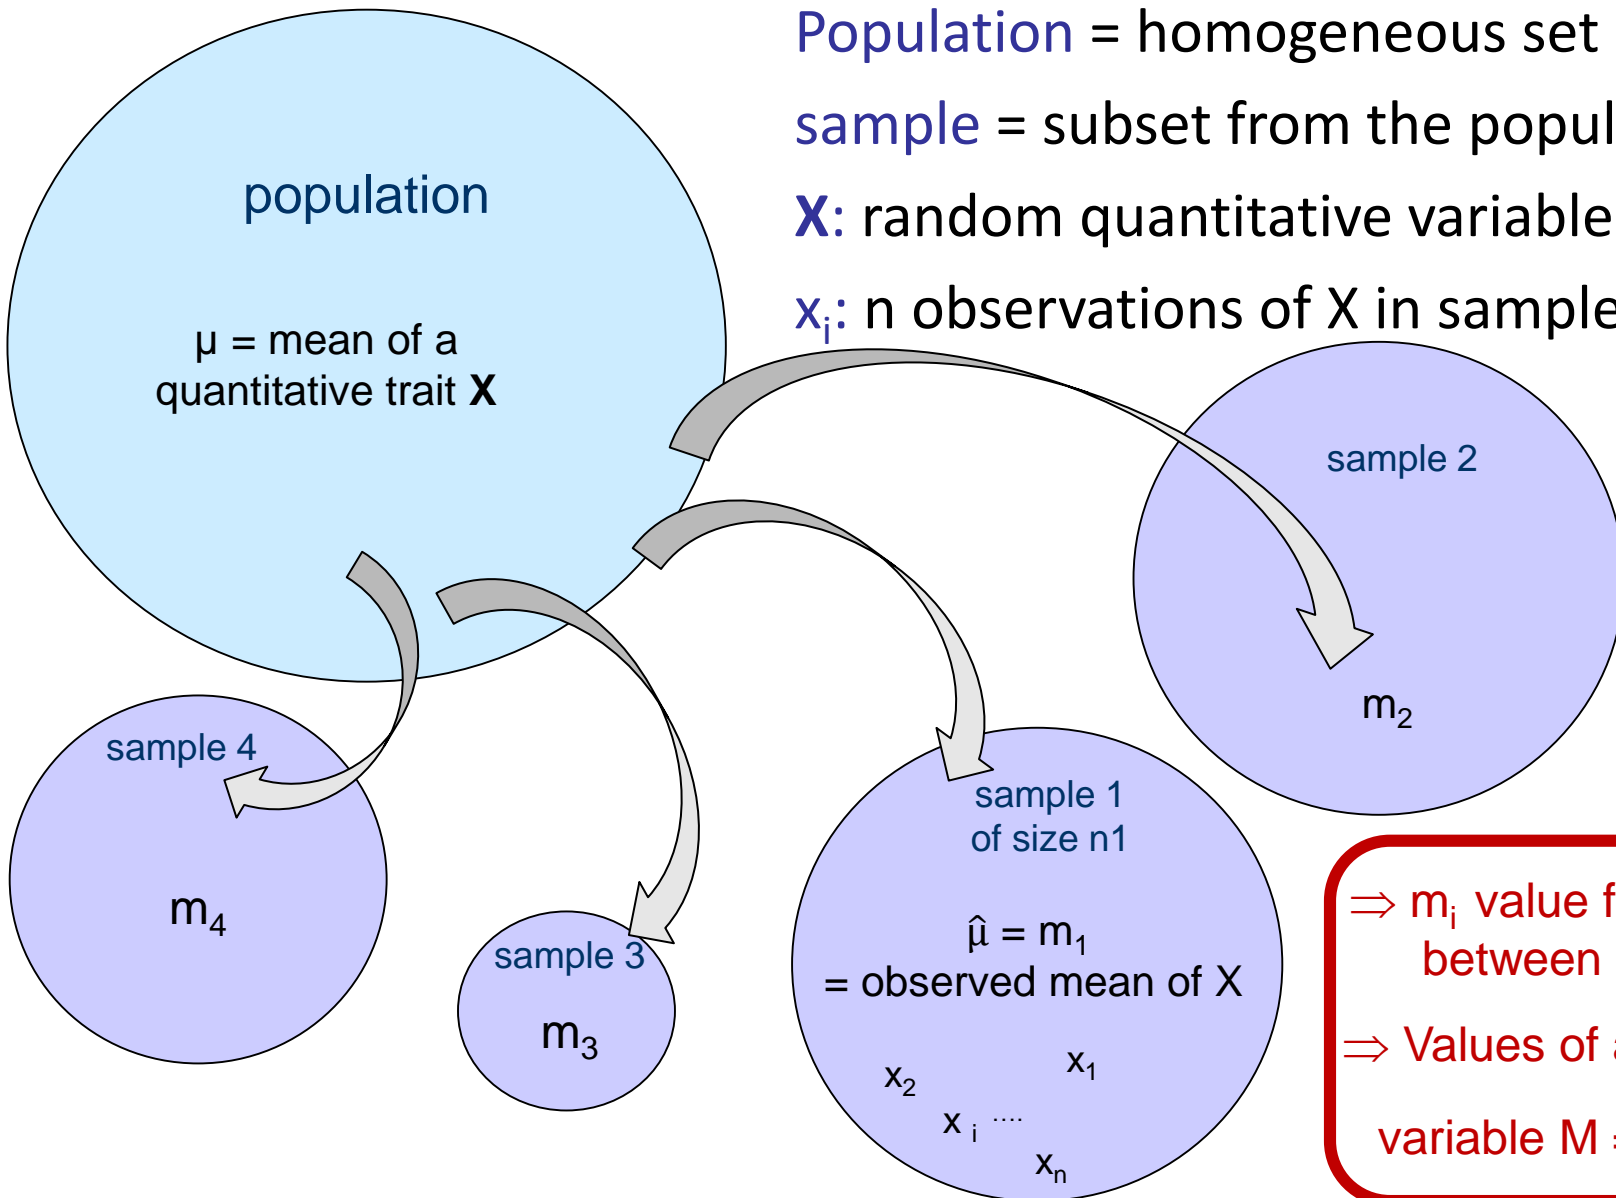 Population = homogeneous set
sample = subset from the popul
X: random quantitative variable
xᵢ: n observations of X in sample
population
μ = mean of a
quantitative trait X
sample 2
m₂
sample 4
m₄
sample 3
m₃
sample 1
of size n1
μ̂ = m₁
= observed mean of X
x₂ x₁
x ᵢ ....
xₙ
⇒ mᵢ value f
between
⇒ Values of a
variable M =